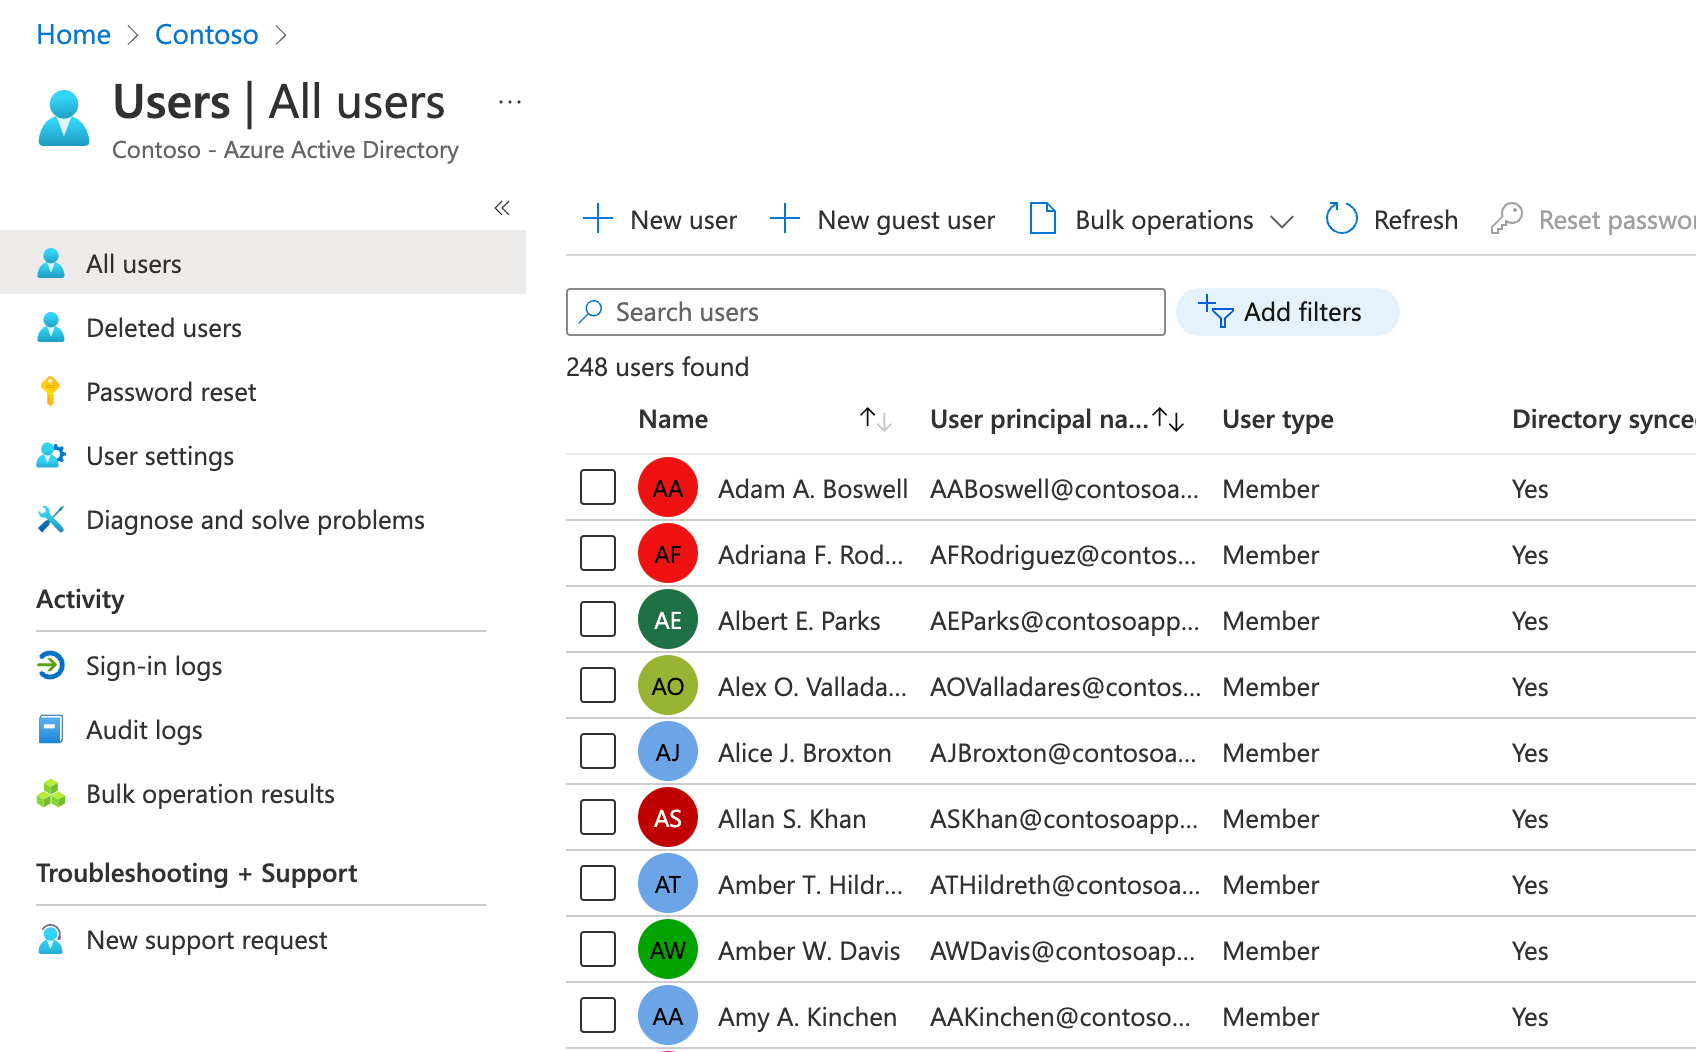 Home > Contoso >
Users | All users ...
Contoso - Azure Active Directory
«
All users
Deleted users
Password reset
User settings
Diagnose and solve problems
Activity
Sign-in logs
Audit logs
Bulk operation results
Troubleshooting + Support
New support request
+ New user + New guest user Bulk operations Refresh Reset passwor
Search users Add filters
248 users found
Name ↑↓ User principal na...↑↓ User type Directory synce
AA Adam A. Boswell AABoswell@contosoa... Member Yes
AF Adriana F. Rod... AFRodriguez@contos... Member Yes
AE Albert E. Parks AEParks@contosoapp... Member Yes
AO Alex O. Vallada... AOValladares@contos... Member Yes
AJ Alice J. Broxton AJBroxton@contosoa... Member Yes
AS Allan S. Khan ASKhan@contosoapp... Member Yes
AT Amber T. Hildr... ATHildreth@contosoa... Member Yes
AW Amber W. Davis AWDavis@contosoap... Member Yes
AA Amy A. Kinchen AAKinchen@contoso... Member Yes